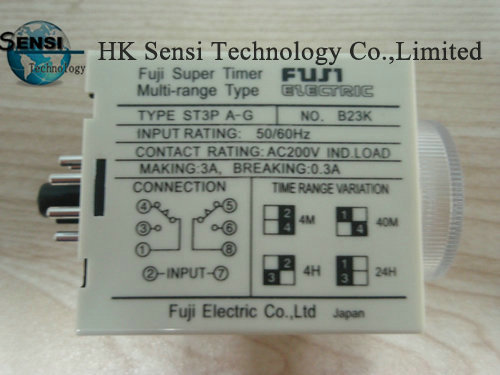 SENSI
Technology
HK Sensi Technology Co.,Limited
Fuji Super Timer
Multi-range Type
FUJI
ELECTRIC
TYPE ST3P A-G NO. B23K
INPUT RATING: 50/60Hz
CONTACT RATING: AC200V IND.LOAD
MAKING: 3A, BREAKING: 0.3A
CONNECTION
4 5
3 6
1 8
2 -INPUT- 7
TIME RANGE VARIATION
2
4 4M
1
4 40M
2
3 4H
1
3 24H
Fuji Electric Co.,Ltd Japan